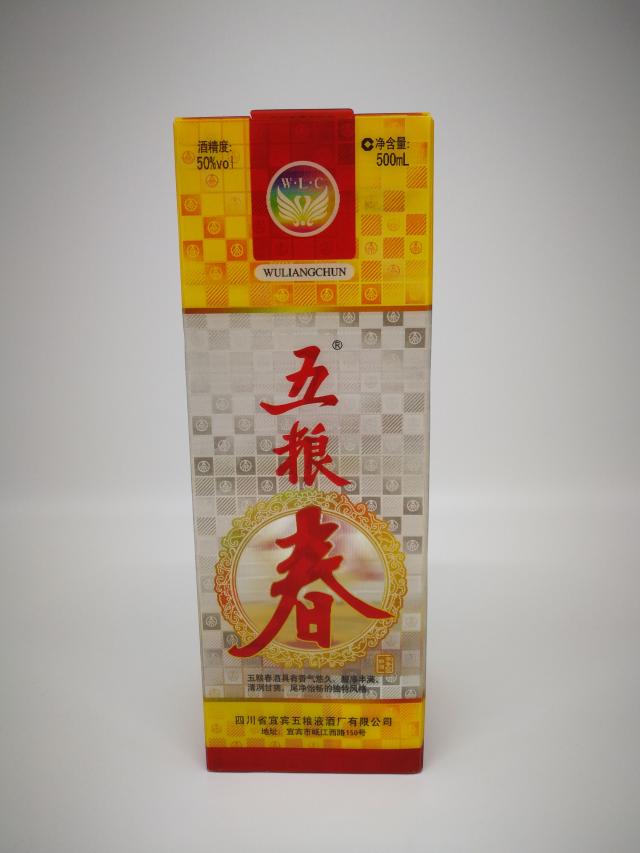 酒精度:
50%vol
净含量:
500mL
W·L·C
WULIANGCHUN
五
粮
春
®
五粮春酒具有香气悠久、醇厚丰满、
清冽甘爽、尾净怡畅的独特风格。
四川省宜宾五粮液酒厂有限公司
地址:宜宾市岷江西路150号